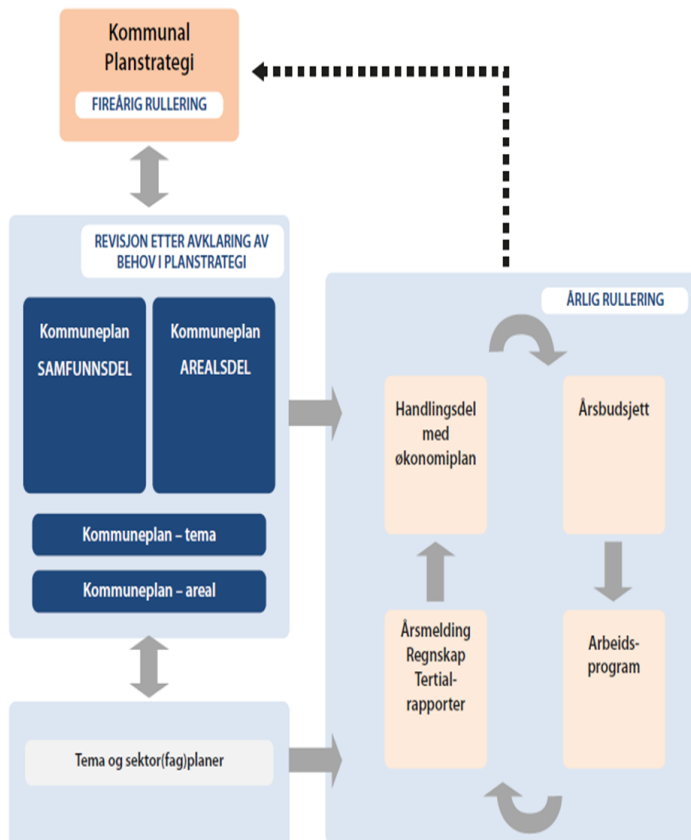 Kommunal
Planstrategi
FIREÅRIG RULLERING
REVISJON ETTER AVKLARING AV
BEHOV I PLANSTRATEGI
Kommuneplan
SAMFUNNSDEL
Kommuneplan
AREALSDEL
Kommuneplan – tema
Kommuneplan – areal
Tema og sektor(fag)planer
ÅRLIG RULLERING
Handlingsdel
med
økonomiplan
Årsbudsjett
Årsmelding
Regnskap
Tertial-
rapporter
Arbeids-
program